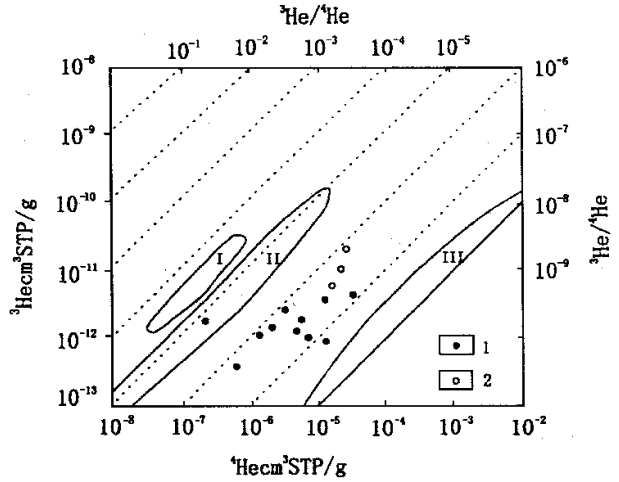 ³He/⁴He
10⁻¹ 10⁻² 10⁻³ 10⁻⁴ 10⁻⁵
10⁻⁸ 10⁻⁶
10⁻⁹ 10⁻⁷
10⁻¹⁰ 10⁻⁸
10⁻¹¹ 10⁻⁹
10⁻¹²
10⁻¹³
³Hecm³STP/g
³He/⁴He
I II III
1
2
10⁻⁸ 10⁻⁷ 10⁻⁶ 10⁻⁵ 10⁻⁴ 10⁻³ 10⁻²
⁴Hecm³STP/g